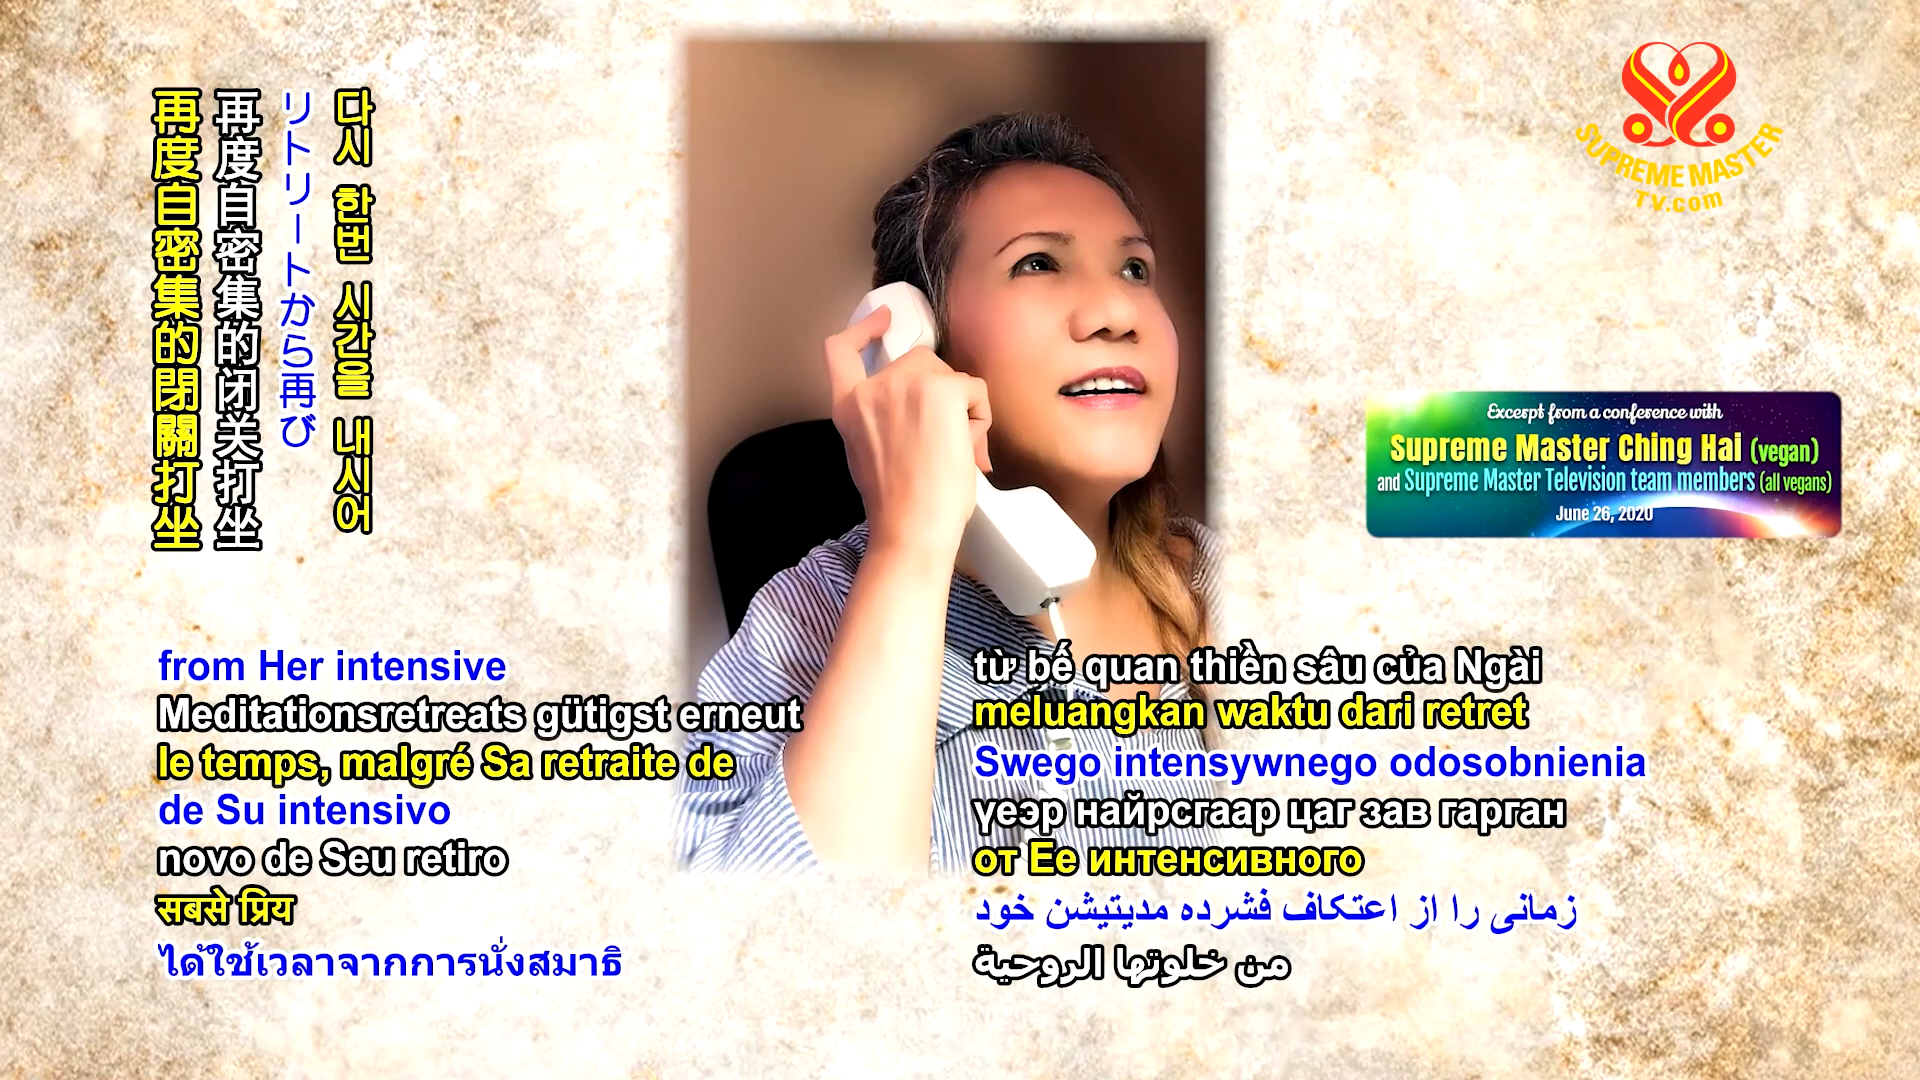 再度自密集的閉關打坐
再度自密集的闭关打坐
リトリートから再び
다시 한번 시간을 내시어
SUPREME MASTER
TV.com
Excerpt from a conference with
Supreme Master Ching Hai (vegan)
and Supreme Master Television team members (all vegans)
June 26, 2020
from Her intensive
Meditationsretreats gütigst erneut
le temps, malgré Sa retraite de
de Su intensivo
novo de Seu retiro
सबसे प्रिय
ได้ใช้เวลาจากการนั่งสมาธิ
từ bế quan thiền sâu của Ngài
meluangkan waktu dari retret
Swego intensywnego odosobnienia
үеэр найрсгаар цаг зав гарган
от Ее интенсивного
زمانی را از اعتکاف فشرده مدیتیشن خود
من خلوتها الروحية